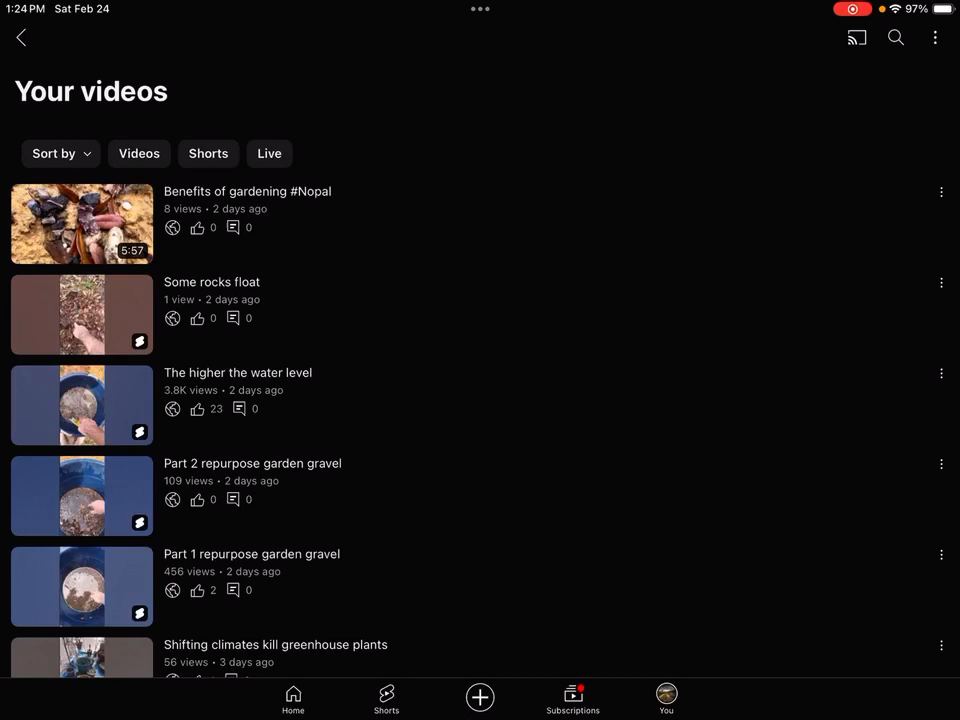 1:24 PM Sat Feb 24
97%
Your videos
Sort by Videos Shorts Live
Benefits of gardening #Nopal
8 views • 2 days ago
0 0
5:57
Some rocks float
1 view • 2 days ago
0 0
The higher the water level
3.8K views • 2 days ago
23 0
Part 2 repurpose garden gravel
109 views • 2 days ago
0 0
Part 1 repurpose garden gravel
456 views • 2 days ago
2 0
Shifting climates kill greenhouse plants
56 views • 3 days ago
Home Shorts Subscriptions You